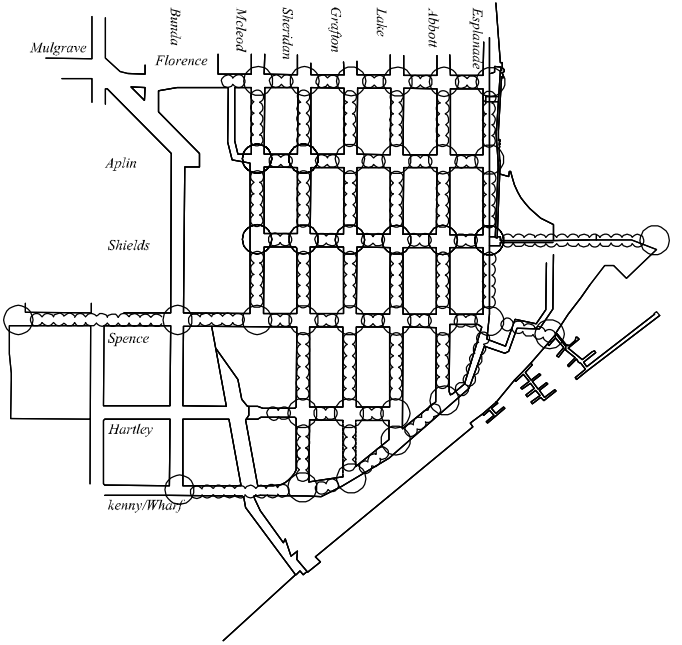 Bunda
Mcleod
Sheridan
Grafton
Lake
Abbott
Esplanade
Mulgrave
Florence
Aplin
Shields
Spence
Hartley
kenny/Wharf